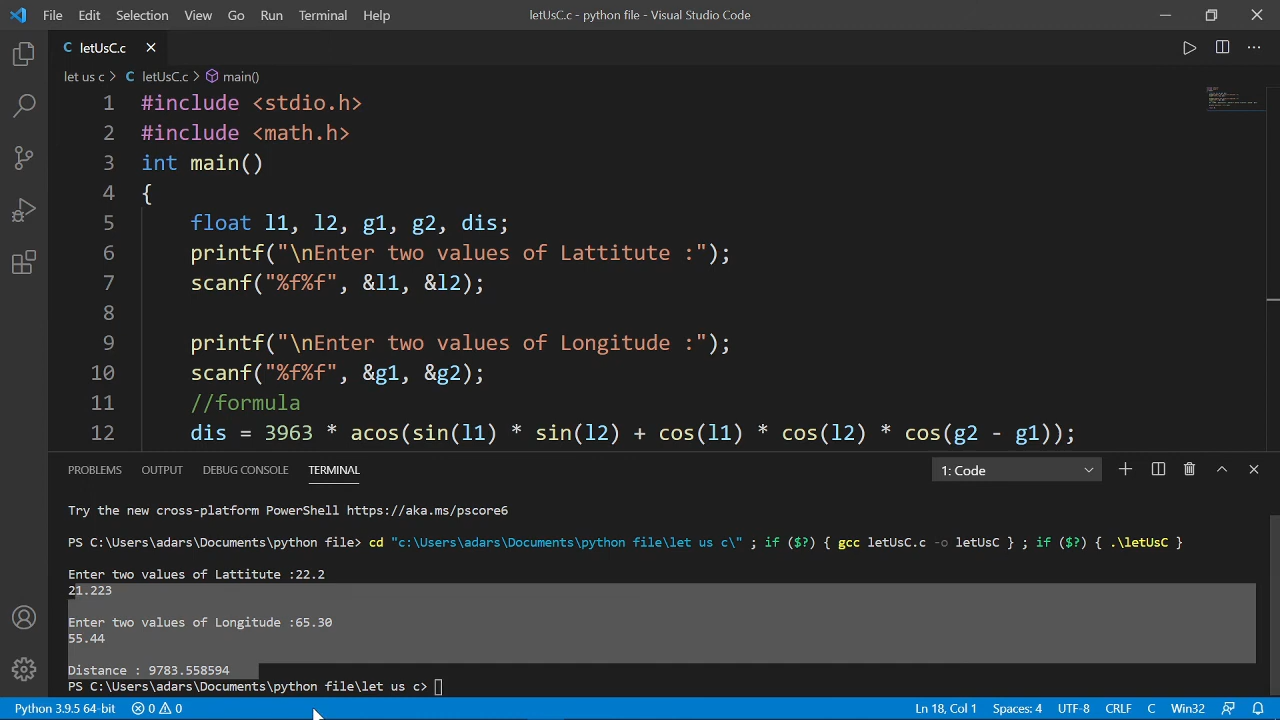 File Edit Selection View Go Run Terminal Help letUsC.c - python file - Visual Studio Code
C letUsC.c
let us c > C letUsC.c > main()
1 #include <stdio.h>
2 #include <math.h>
3 int main()
4 {
5 float l1, l2, g1, g2, dis;
6 printf("\nEnter two values of Lattitute :");
7 scanf("%f%f", &l1, &l2);
8
9 printf("\nEnter two values of Longitude :");
10 scanf("%f%f", &g1, &g2);
11 //formula
12 dis = 3963 * acos(sin(l1) * sin(l2) + cos(l1) * cos(l2) * cos(g2 - g1));
PROBLEMS OUTPUT DEBUG CONSOLE TERMINAL 1: Code
Try the new cross-platform PowerShell https://aka.ms/pscore6
PS C:\Users\adars\Documents\python file> cd "c:\Users\adars\Documents\python file\let us c\" ; if ($?) { gcc letUsC.c -o letUsC } ; if ($?) { .\letUsC }
Enter two values of Lattitute :22.2
21.223
Enter two values of Longitude :65.30
55.44
Distance : 9783.558594
PS C:\Users\adars\Documents\python file\let us c>
Python 3.9.5 64-bit 0 0 Ln 18, Col 1 Spaces: 4 UTF-8 CRLF C Win32